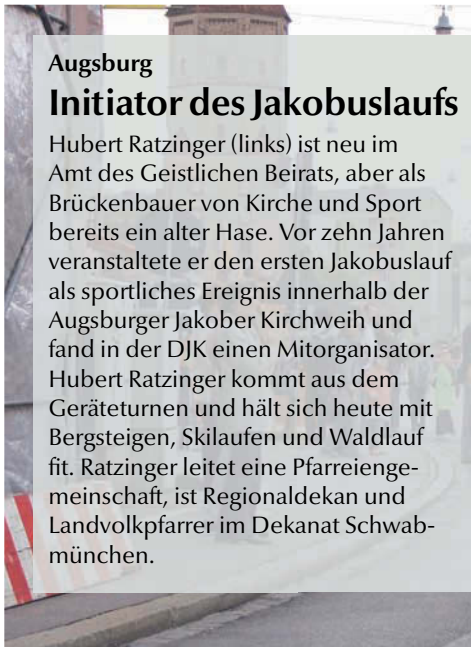 Augsburg
Initiator des Jakobuslaufs
Hubert Ratzinger (links) ist neu im
Amt des Geistlichen Beirats, aber als
Brückenbauer von Kirche und Sport
bereits ein alter Hase. Vor zehn Jahren
veranstaltete er den ersten Jakobuslauf
als sportliches Ereignis innerhalb der
Augsburger Jakober Kirchweih und
fand in der DJK einen Mitorganisator.
Hubert Ratzinger kommt aus dem
Geräteturnen und hält sich heute mit
Bergsteigen, Skilaufen und Waldlauf
fit. Ratzinger leitet eine Pfarreienge-
meinschaft, ist Regionaldekan und
Landvolkpfarrer im Dekanat Schwab-
münchen.